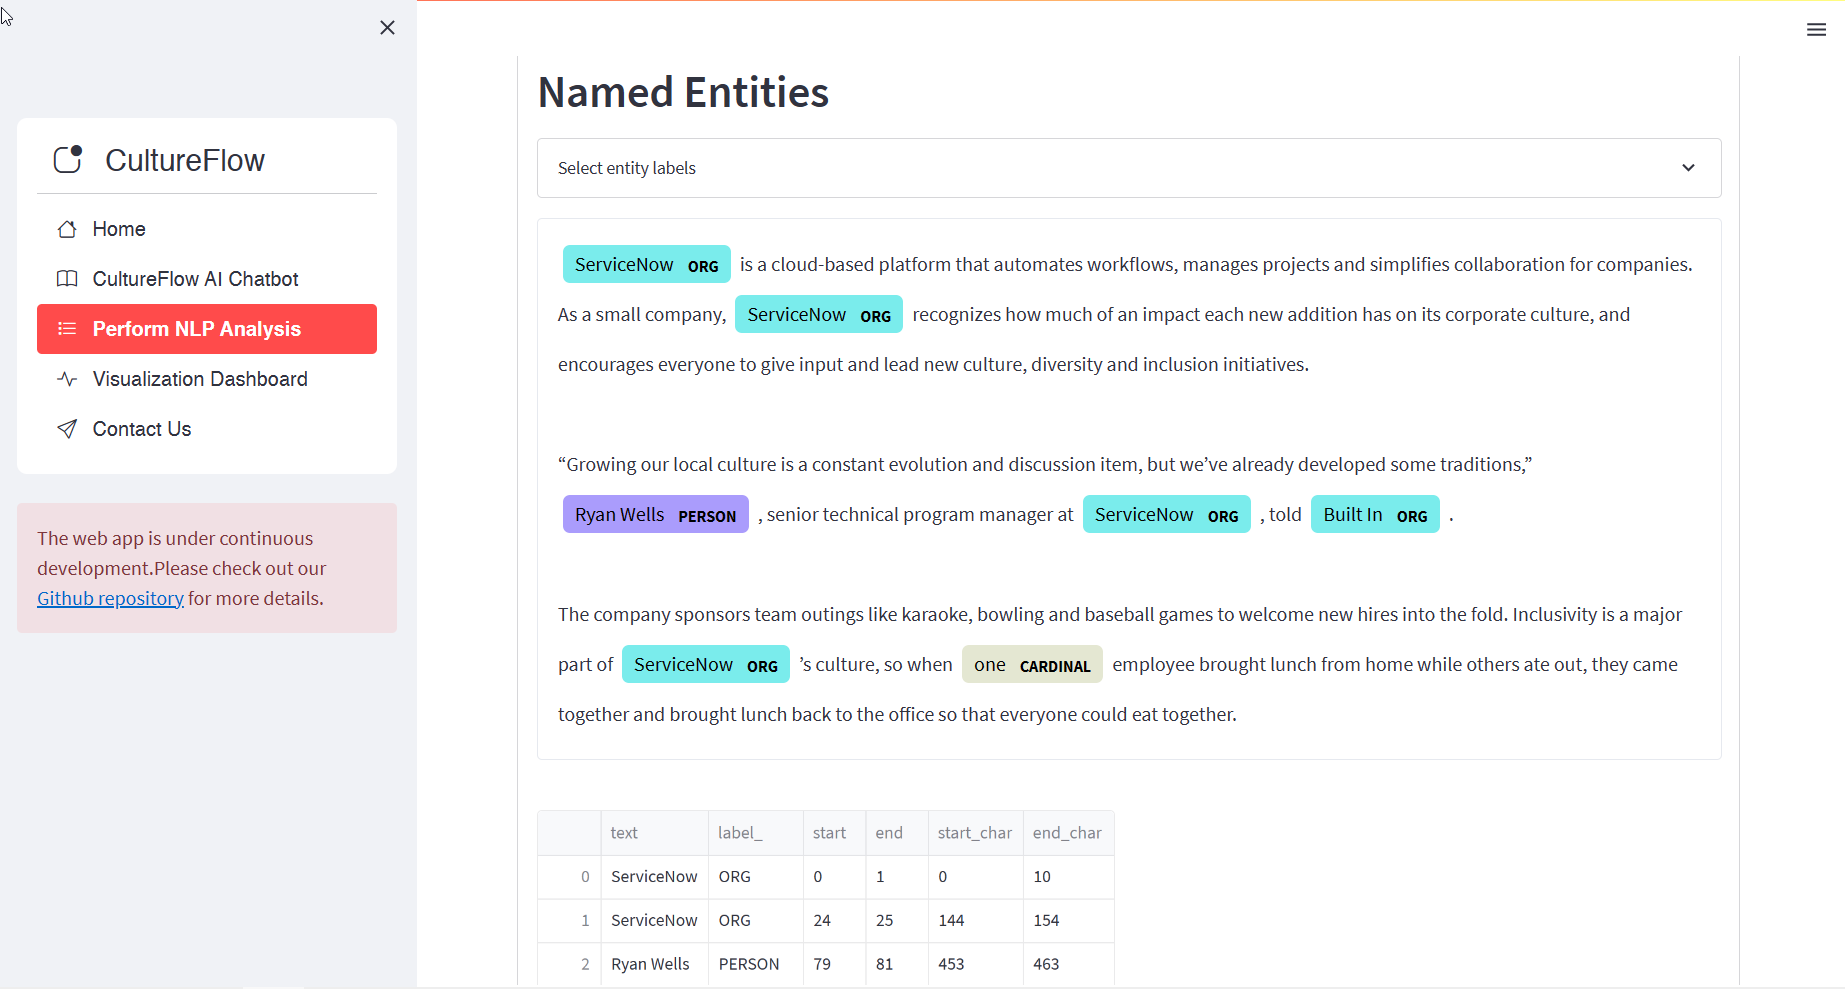 CultureFlow
Home
CultureFlow AI Chatbot
Perform NLP Analysis
Visualization Dashboard
Contact Us
The web app is under continuous
development.Please check out our
Github repository for more details.
Named Entities
Select entity labels
ServiceNow ORG is a cloud-based platform that automates workflows, manages projects and simplifies collaboration for companies.
As a small company, ServiceNow ORG recognizes how much of an impact each new addition has on its corporate culture, and
encourages everyone to give input and lead new culture, diversity and inclusion initiatives.
“Growing our local culture is a constant evolution and discussion item, but we’ve already developed some traditions,”
Ryan Wells PERSON , senior technical program manager at ServiceNow ORG , told Built In ORG .
The company sponsors team outings like karaoke, bowling and baseball games to welcome new hires into the fold. Inclusivity is a major
part of ServiceNow ORG ’s culture, so when one CARDINAL employee brought lunch from home while others ate out, they came
together and brought lunch back to the office so that everyone could eat together.
text label_ start end start_char end_char
0 ServiceNow ORG 0 1 0 10
1 ServiceNow ORG 24 25 144 154
2 Ryan Wells PERSON 79 81 453 463